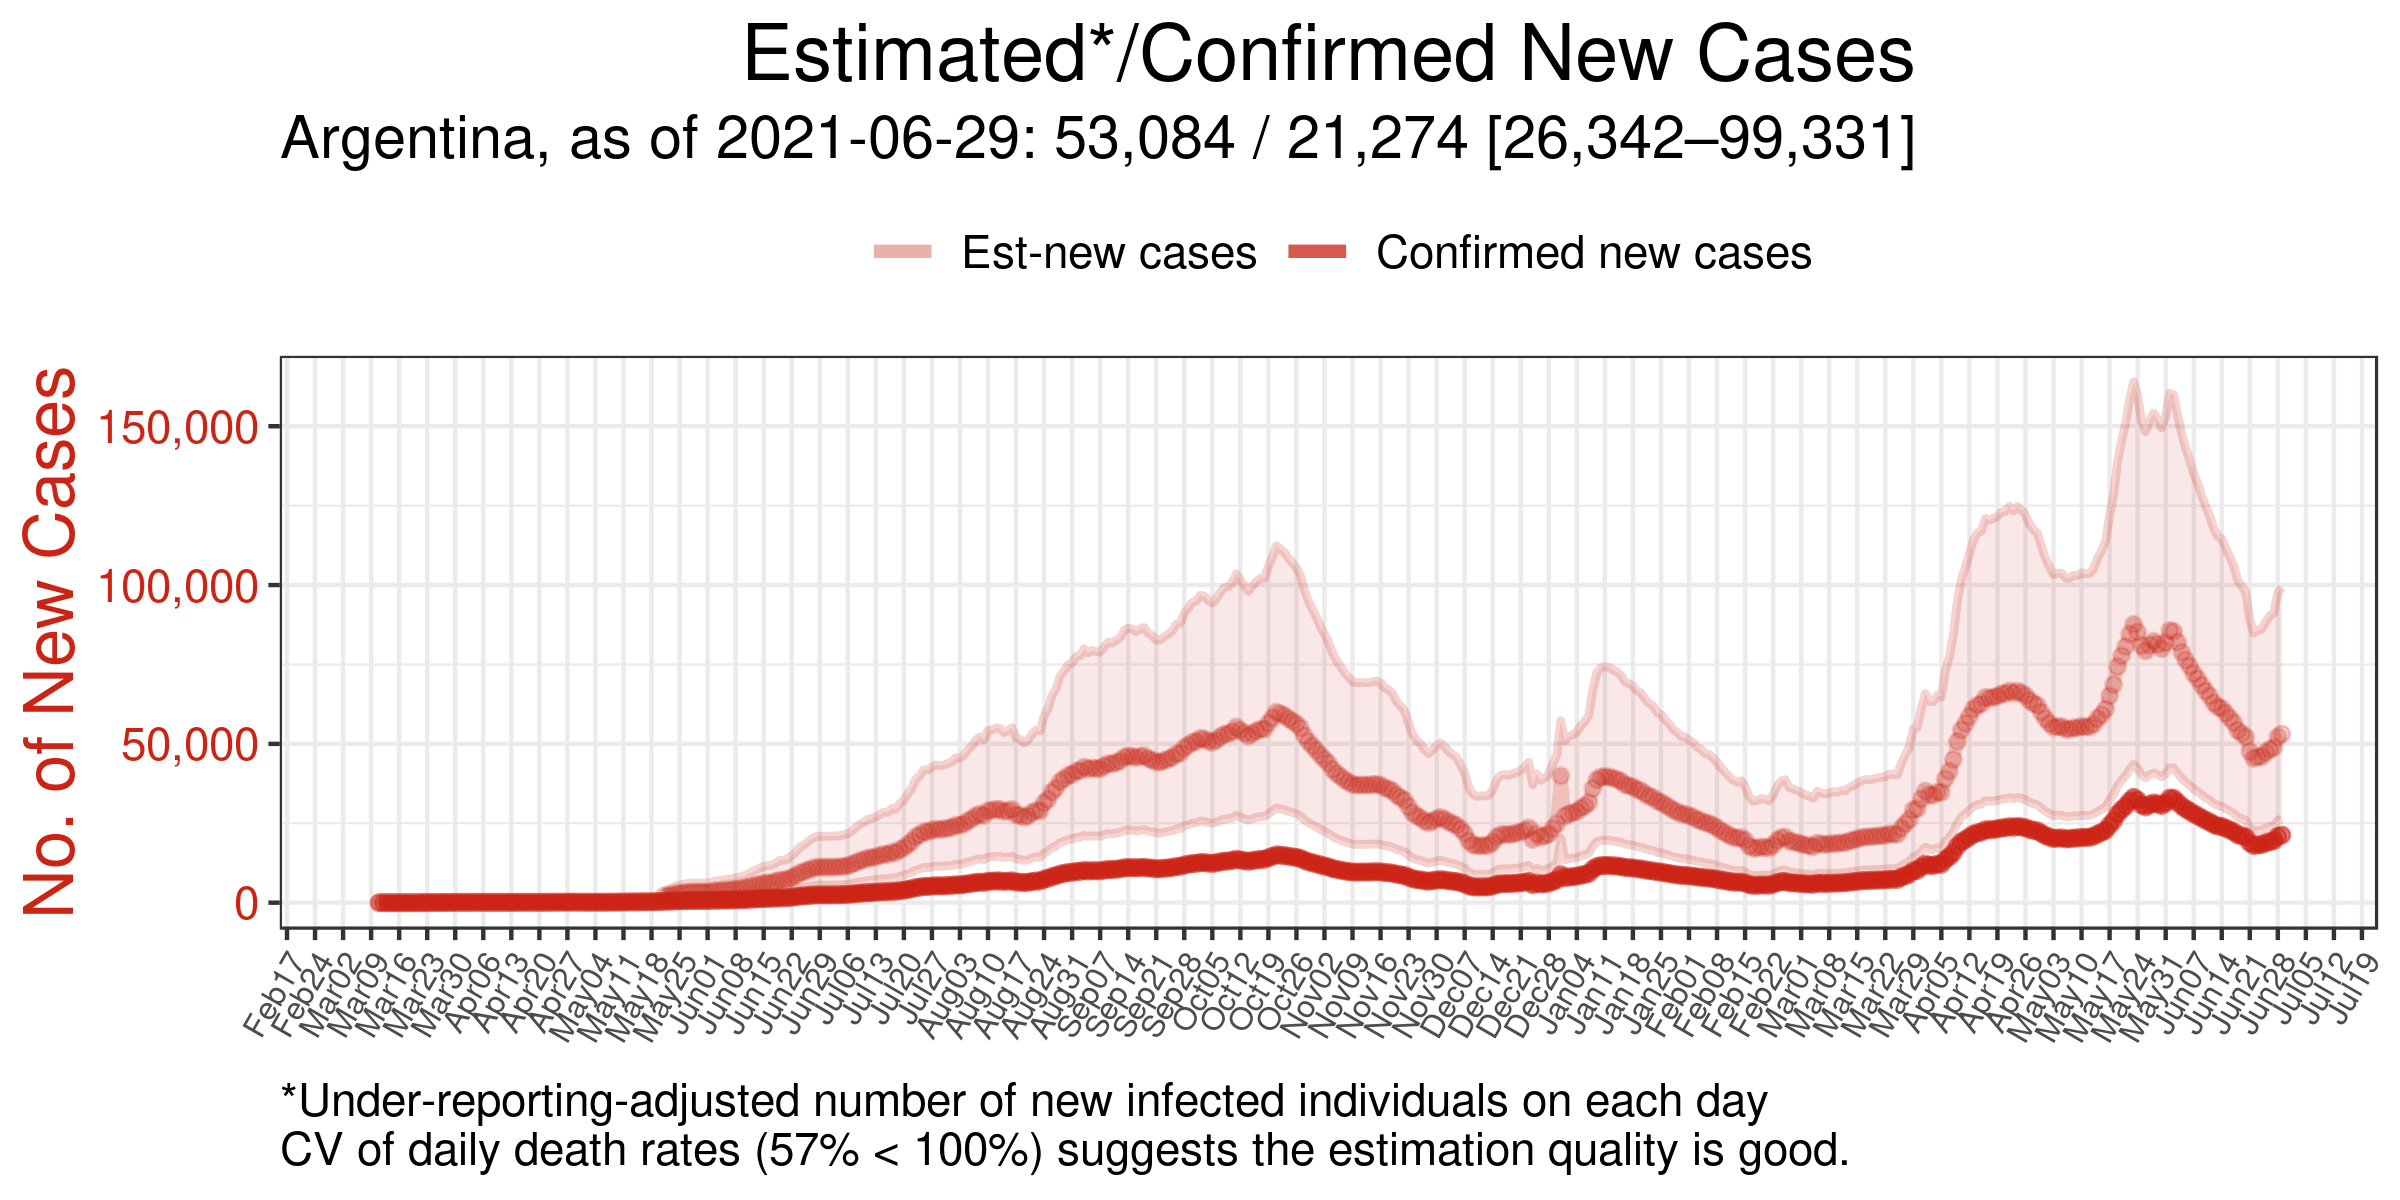 Estimated*/Confirmed New Cases
Argentina, as of 2021-06-29: 53,084 / 21,274 [26,342–99,331]
Est-new cases Confirmed new cases
No. of New Cases
150,000
100,000
50,000
0
Feb17 Feb24 Mar02 Mar09 Mar16 Mar23 Mar30 Apr06 Apr13 Apr20 Apr27 May04 May11 May18 May25 Jun01 Jun08 Jun15 Jun22 Jun29 Jul06 Jul13 Jul20 Jul27 Aug03 Aug10 Aug17 Aug24 Aug31 Sep07 Sep14 Sep21 Sep28 Oct05 Oct12 Oct19 Oct26 Nov02 Nov09 Nov16 Nov23 Nov30 Dec07 Dec14 Dec21 Dec28 Jan04 Jan11 Jan18 Jan25 Feb01 Feb08 Feb15 Feb22 Mar01 Mar08 Mar15 Mar22 Mar29 Apr05 Apr12 Apr19 Apr26 May03 May10 May17 May24 May31 Jun07 Jun14 Jun21 Jun28 Jul05 Jul12 Jul19
*Under-reporting-adjusted number of new infected individuals on each day
CV of daily death rates (57% < 100%) suggests the estimation quality is good.